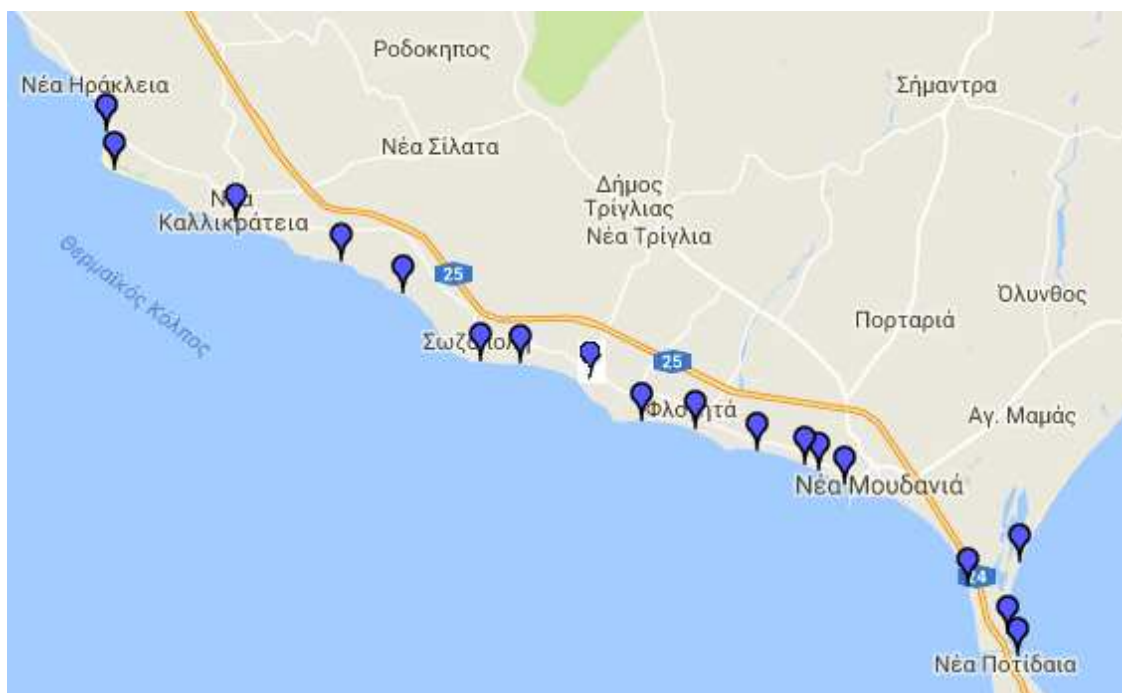 Ροδοκηπος
Νέα Ηράκλεια
Σήμαντρα
Νέα Σίλατα
Δήμος
Τρίγλιας
Νέα Τρίγλια
Καλλικράτεια
Θερμαϊκός Κόλπος
25
Όλυνθος
Πορταριά
25
Αγ. Μαμάς
Νέα Μουδανιά
24
Νέα Ποτίδαια